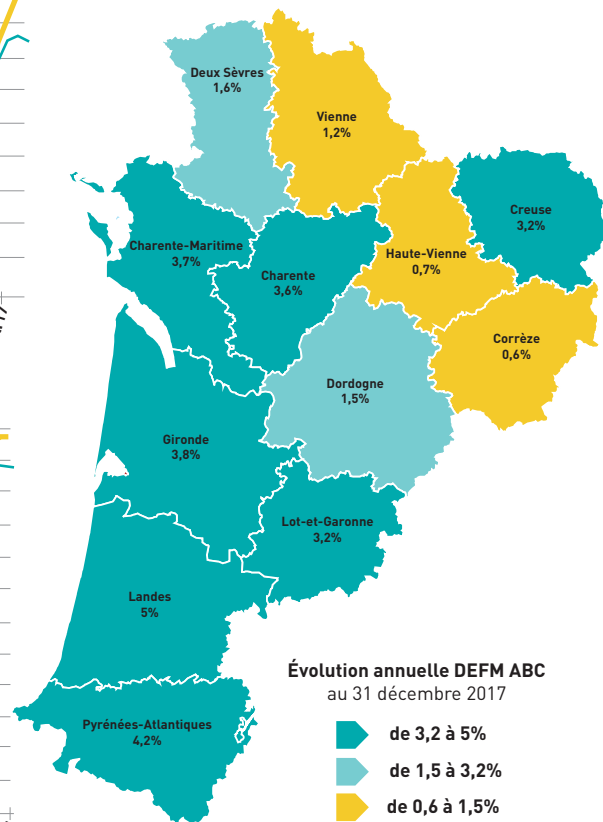 Deux Sèvres
1,6%
Vienne
1,2%
Creuse
3,2%
Charente-Maritime
3,7%
Charente
3,6%
Haute-Vienne
0,7%
Corrèze
0,6%
Dordogne
1,5%
Gironde
3,8%
Lot-et-Garonne
3,2%
Landes
5%
Pyrénées-Atlantiques
4,2%
Évolution annuelle DEFM ABC
au 31 décembre 2017
de 3,2 à 5%
de 1,5 à 3,2%
de 0,6 à 1,5%